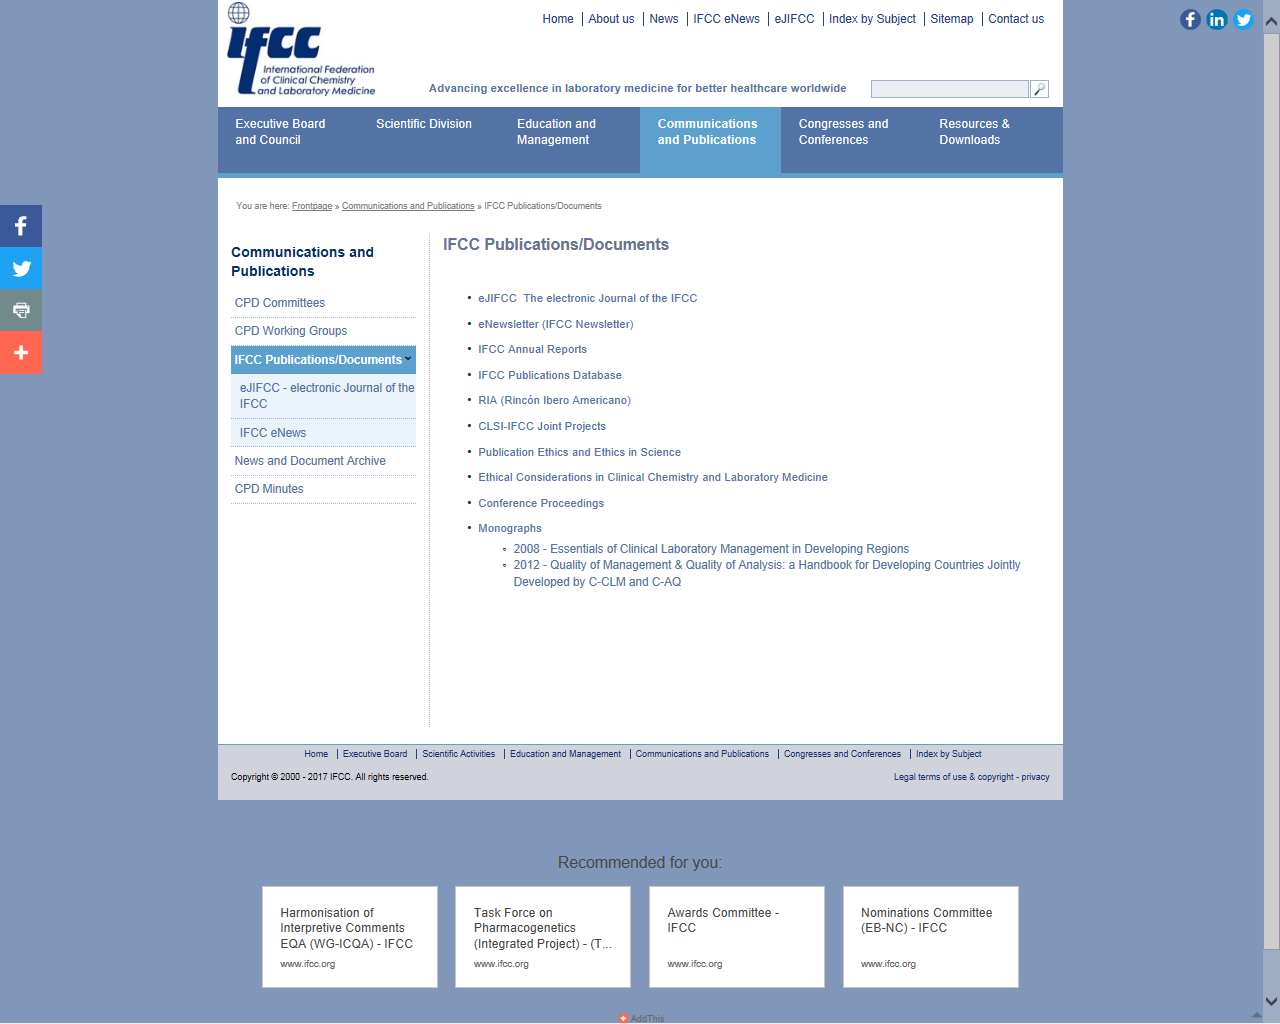 Home About us News IFCC eNews eJIFCC Index by Subject Sitemap Contact us
IFCC
International Federation
of Clinical Chemistry
and Laboratory Medicine
Advancing excellence in laboratory medicine for better healthcare worldwide
Executive Board
and Council
Scientific Division
Education and
Management
Communications
and Publications
Congresses and
Conferences
Resources &
Downloads
You are here: Frontpage » Communications and Publications » IFCC Publications/Documents
Communications and
Publications
CPD Committees
CPD Working Groups
IFCC Publications/Documents
eJIFCC - electronic Journal of the
IFCC
IFCC eNews
News and Document Archive
CPD Minutes
IFCC Publications/Documents
• eJIFCC The electronic Journal of the IFCC
• eNewsletter (IFCC Newsletter)
• IFCC Annual Reports
• IFCC Publications Database
• RIA (Rincón Ibero Americano)
• CLSI-IFCC Joint Projects
• Publication Ethics and Ethics in Science
• Ethical Considerations in Clinical Chemistry and Laboratory Medicine
• Conference Proceedings
• Monographs
2008 - Essentials of Clinical Laboratory Management in Developing Regions
2012 - Quality of Management & Quality of Analysis: a Handbook for Developing Countries Jointly
Developed by C-CLM and C-AQ
Home Executive Board Scientific Activities Education and Management Communications and Publications Congresses and Conferences Index by Subject
Copyright © 2000 - 2017 IFCC. All rights reserved.
Legal terms of use & copyright - privacy
Recommended for you:
Harmonisation of
Interpretive Comments
EQA (WG-ICQA) - IFCC
www.ifcc.org
Task Force on
Pharmacogenetics
(Integrated Project) - (T...
www.ifcc.org
Awards Committee -
IFCC
www.ifcc.org
Nominations Committee
(EB-NC) - IFCC
www.ifcc.org
AddThis